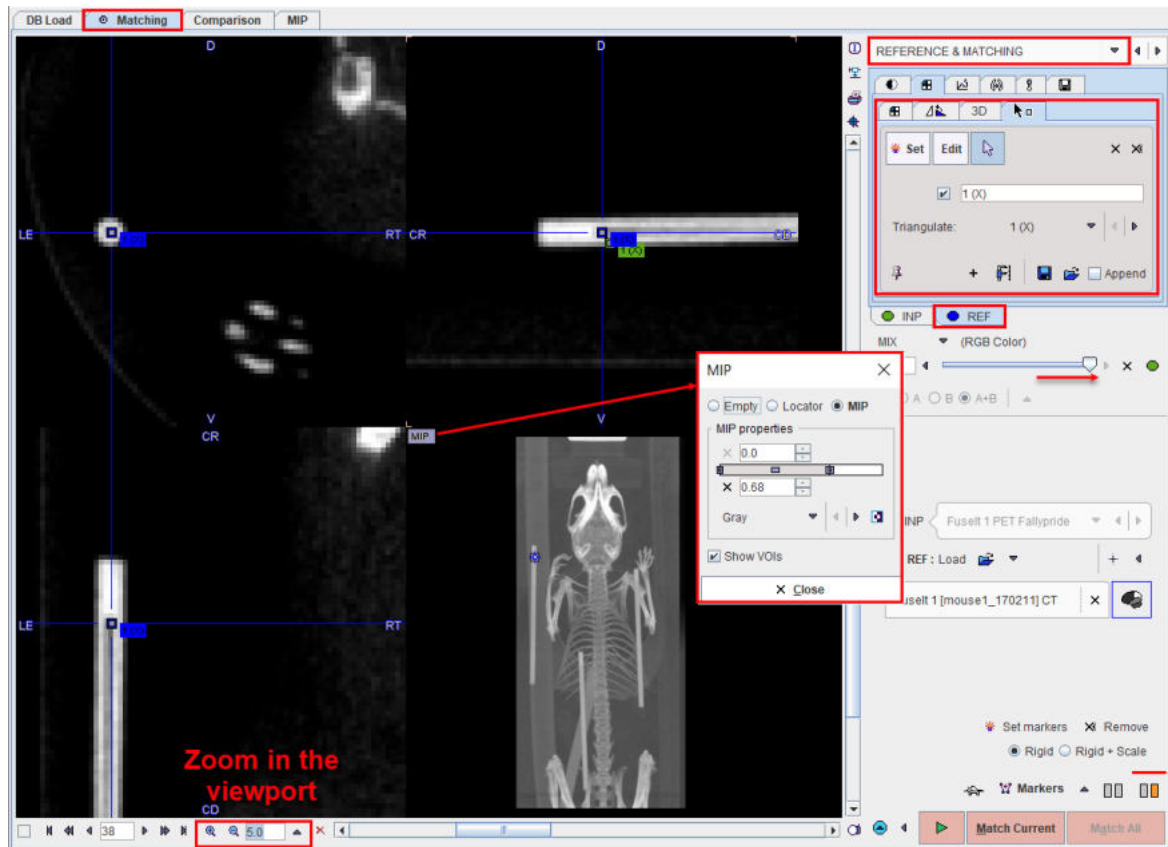 DB Load Matching Comparison MIP
D
D
REFERENCE & MATCHING
3D
Set Edit
1 (X)
Triangulate: 1 (X)
Append
LE
RT
CR
CD
1 (X)
INP REF
MIX (RGB Color)
A B A+B
V
V
CR
MIP
MIP
Empty Locator MIP
MIP properties
0.0
0.68
Gray
Show VOIs
Close
INP Fuselt 1 PET Fallypride
REF : Load
Fuselt 1 [mouse1_170211] CT
LE
RT
Set markers Remove
Rigid Rigid + Scale
Markers
Zoom in the
viewport
CD
38 5.0
Match Current Match All